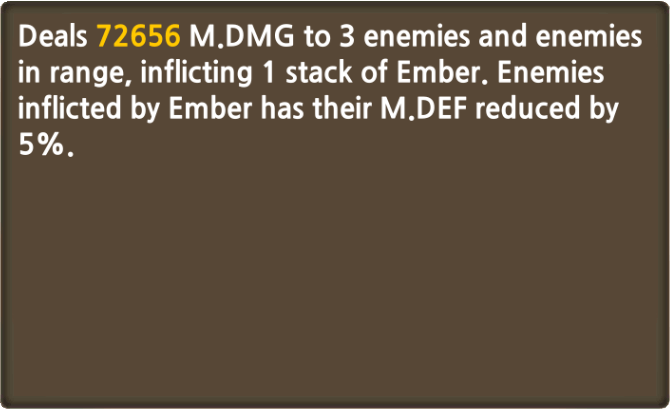 Deals 72656 M.DMG to 3 enemies and enemies
in range, inflicting 1 stack of Ember. Enemies
inflicted by Ember has their M.DEF reduced by
5%.